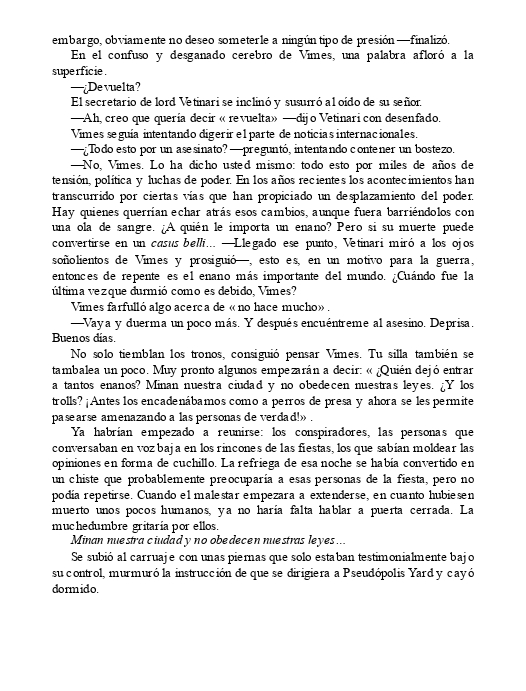 embargo, obviamente no deseo someterle a ningún tipo de presión —finalizó.
En el confuso y desganado cerebro de Vimes, una palabra afloró a la
superficie.
—¿Devuelta?
El secretario de lord Vetinari se inclinó y susurró al oído de su señor.
—Ah, creo que quería decir « revuelta» —dijo Vetinari con desenfado.
Vimes seguía intentando digerir el parte de noticias internacionales.
—¿Todo esto por un asesinato? —preguntó, intentando contener un bostezo.
—No, Vimes. Lo ha dicho usted mismo: todo esto por miles de años de
tensión, política y luchas de poder. En los años recientes los acontecimientos han
transcurrido por ciertas vías que han propiciado un desplazamiento del poder.
Hay quienes querrían echar atrás esos cambios, aunque fuera barriéndolos con
una ola de sangre. ¿A quién le importa un enano? Pero si su muerte puede
convertirse en un casus belli... —Llegado ese punto, Vetinari miró a los ojos
soñolientos de Vimes y prosiguió—, esto es, en un motivo para la guerra,
entonces de repente es el enano más importante del mundo. ¿Cuándo fue la
última vez que durmió como es debido, Vimes?
Vimes farfulló algo acerca de « no hace mucho» .
—Vaya y duerma un poco más. Y después encuéntreme al asesino. Deprisa.
Buenos días.
No solo tiemblan los tronos, consiguió pensar Vimes. Tu silla también se
tambalea un poco. Muy pronto algunos empezarán a decir: « ¿Quién dejó entrar
a tantos enanos? Minan nuestra ciudad y no obedecen nuestras leyes. ¿Y los
trolls? ¡Antes los encadenábamos como a perros de presa y ahora se les permite
pasearse amenazando a las personas de verdad!» .
Ya habrían empezado a reunirse: los conspiradores, las personas que
conversaban en voz baja en los rincones de las fiestas, los que sabían moldear las
opiniones en forma de cuchillo. La refriega de esa noche se había convertido en
un chiste que probablemente preocuparía a esas personas de la fiesta, pero no
podía repetirse. Cuando el malestar empezara a extenderse, en cuanto hubiesen
muerto unos pocos humanos, ya no haría falta hablar a puerta cerrada. La
muchedumbre gritaría por ellos.
Minan nuestra ciudad y no obedecen nuestras leyes...
Se subió al carruaje con unas piernas que solo estaban testimonialmente bajo
su control, murmuró la instrucción de que se dirigiera a Pseudópolis Yard y cayó
dormido.